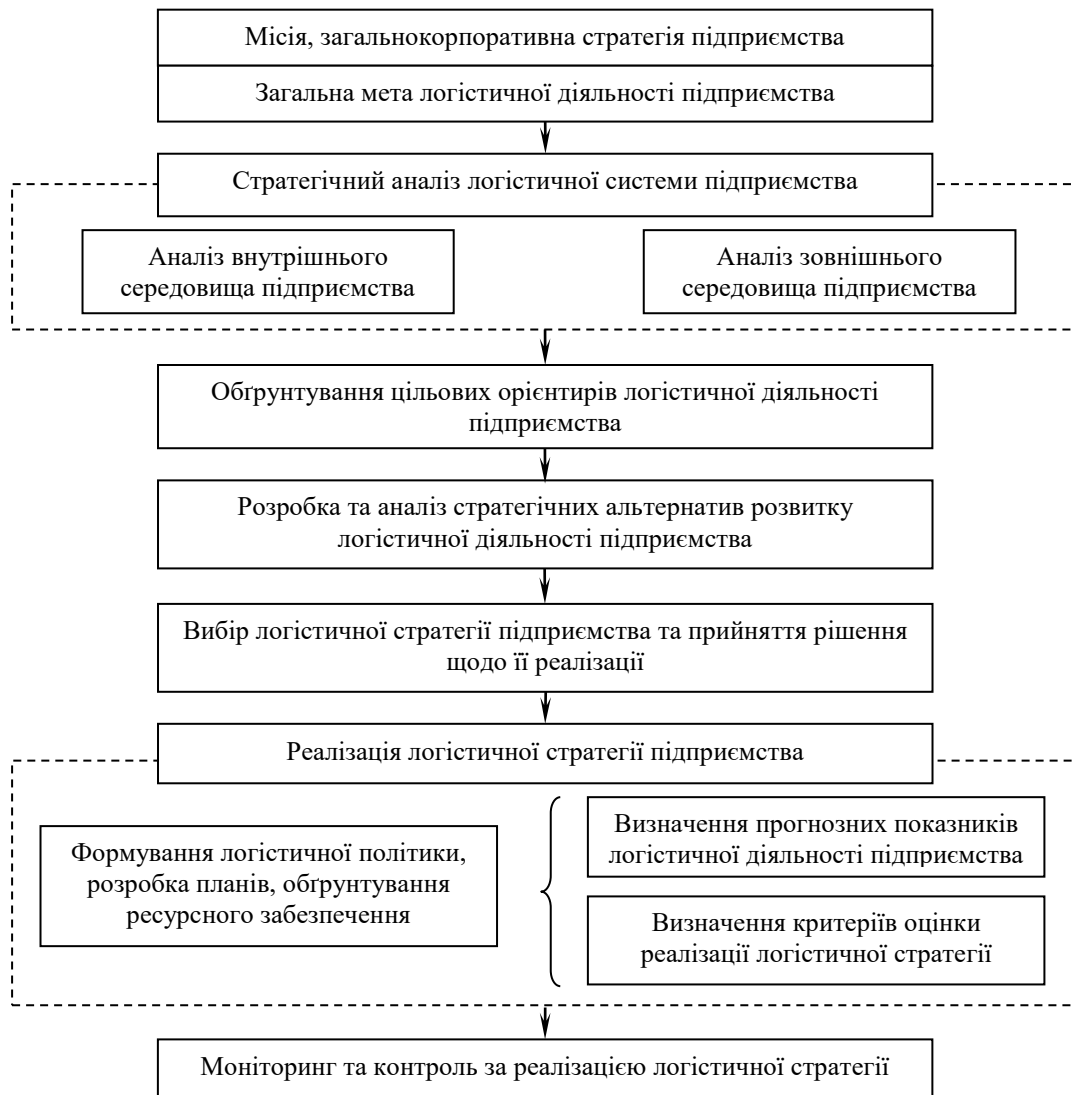 Місія, загальнокорпоративна стратегія підприємства
Загальна мета логістичної діяльності підприємства
Стратегічний аналіз логістичної системи підприємства
Аналіз внутрішнього
середовища підприємства
Аналіз зовнішнього
середовища підприємства
Обґрунтування цільових орієнтирів логістичної діяльності
підприємства
Розробка та аналіз стратегічних альтернатив розвитку
логістичної діяльності підприємства
Вибір логістичної стратегії підприємства та прийняття рішення
щодо її реалізації
Реалізація логістичної стратегії підприємства
Формування логістичної політики,
розробка планів, обґрунтування
ресурсного забезпечення
Визначення прогнозних показників
логістичної діяльності підприємства
Визначення критеріїв оцінки
реалізації логістичної стратегії
Моніторинг та контроль за реалізацією логістичної стратегії